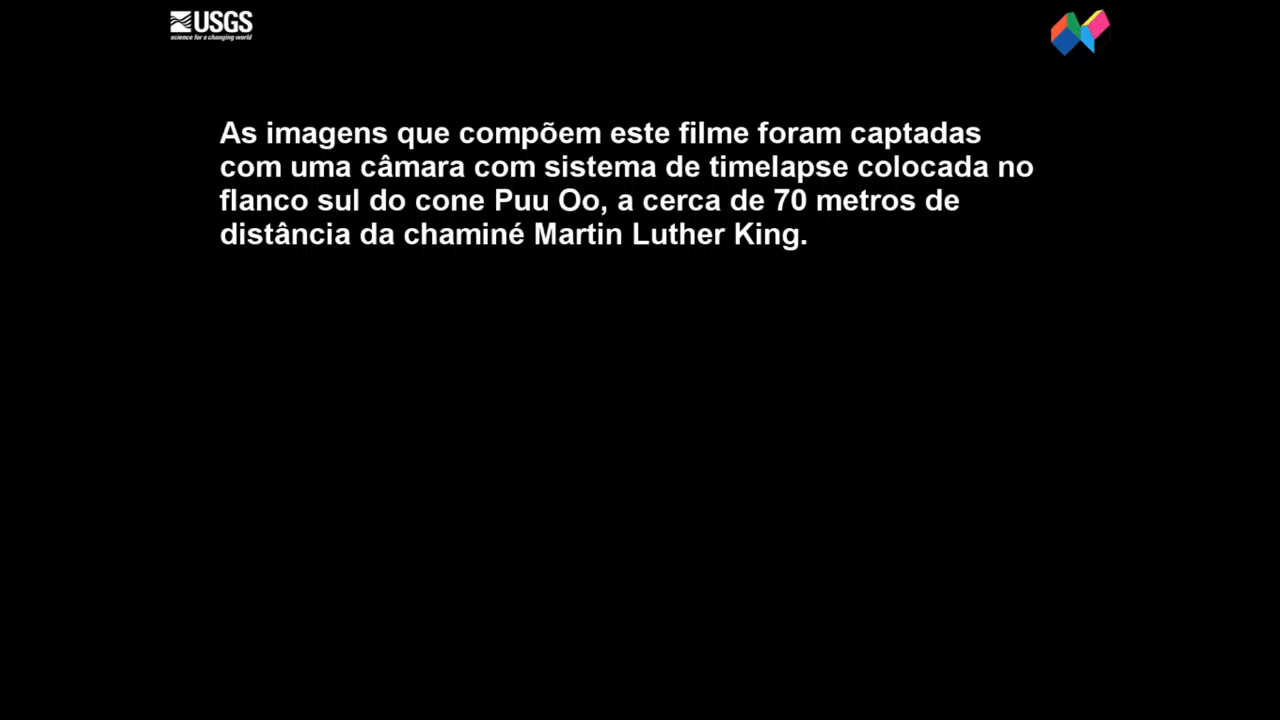 USGS
science for a changing world
As imagens que compõem este filme foram captadas
com uma câmara com sistema de timelapse colocada no
flanco sul do cone Puu Oo, a cerca de 70 metros de
distância da chaminé Martin Luther King.